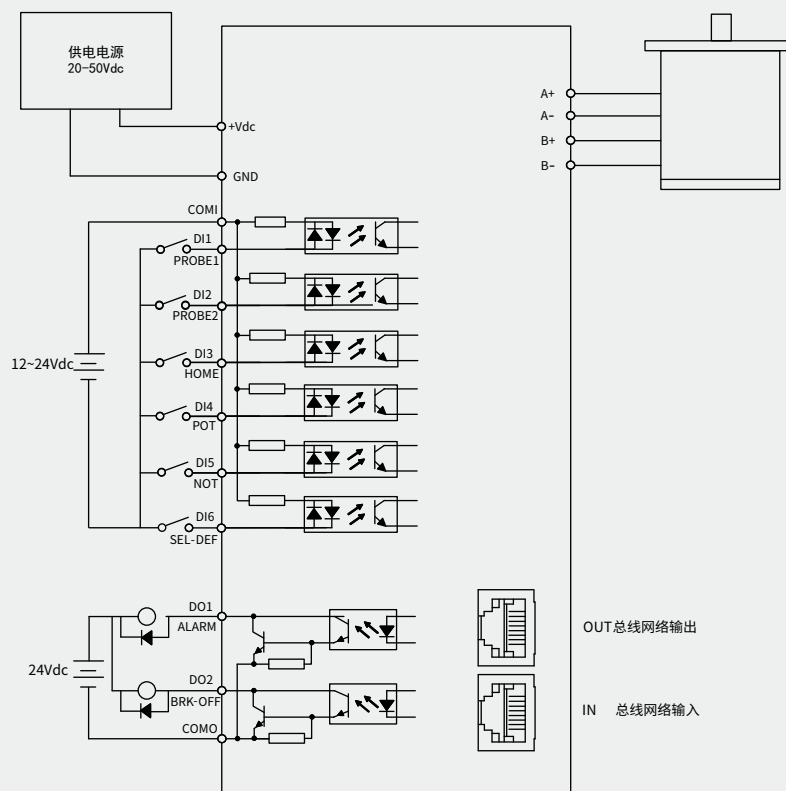 供电电源
20-50Vdc
+Vdc
GND
A+
A-
B+
B-
COMI
DI1
PROBE1
DI2
PROBE2
12~24Vdc
DI3
HOME
DI4
POT
DI5
NOT
DI6
SEL-DEF
DO1
ALARM
24Vdc
DO2
BRK-OFF
COMO
OUT总线网络输出
IN 总线网络输入